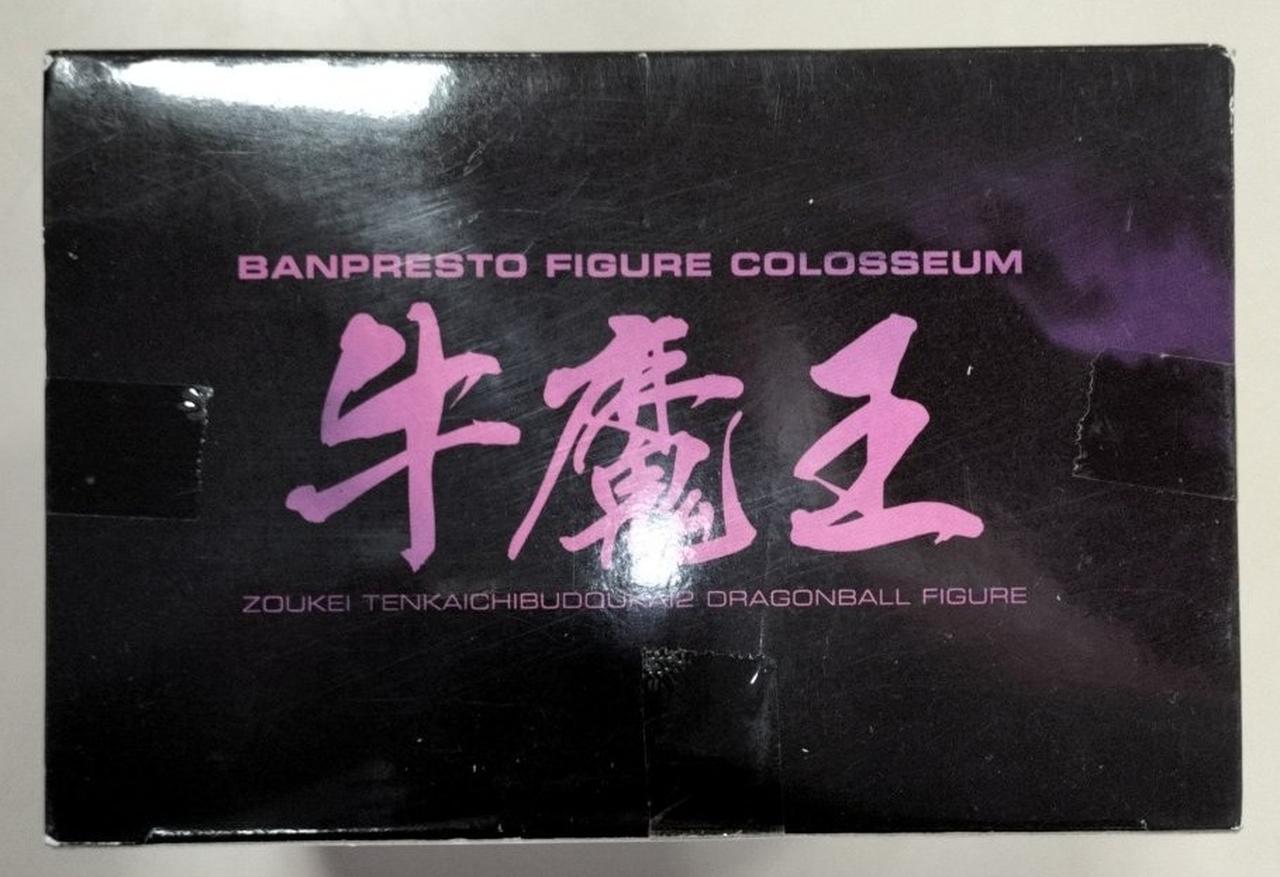 BANPRESTO FIGURE COLOSSEUM
牛魔王
ZOUKEI TENKAICHIBUDOUKAI2 DRAGONBALL FIGURE